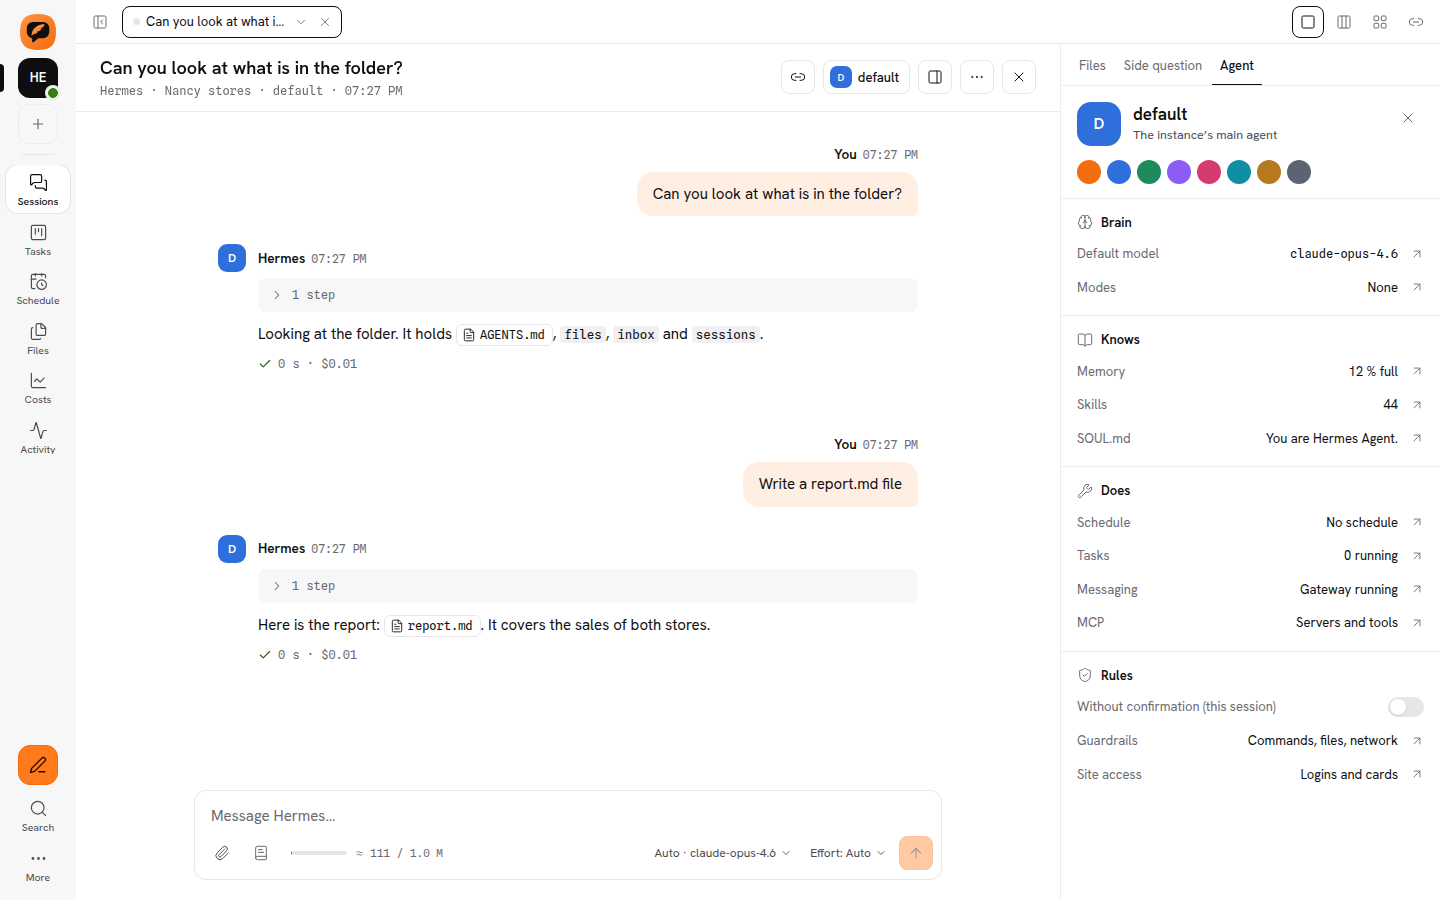 Can you look at what i...
HE
Sessions
Tasks
Schedule
Files
Costs
Activity
Search
More
Can you look at what is in the folder?
Hermes · Nancy stores · default · 07:27 PM
D default
You 07:27 PM
Can you look at what is in the folder?
D Hermes 07:27 PM
1 step
Looking at the folder. It holds AGENTS.md, files, inbox and sessions.
0 s · $0.01
You 07:27 PM
Write a report.md file
D Hermes 07:27 PM
1 step
Here is the report: report.md. It covers the sales of both stores.
0 s · $0.01
Message Hermes...
≈ 111 / 1.0 M
Auto · claude-opus-4.6
Effort: Auto
Files Side question Agent
D
default
The instance's main agent
Brain
Default model claude-opus-4.6
Modes None
Knows
Memory 12 % full
Skills 44
SOUL.md You are Hermes Agent.
Does
Schedule No schedule
Tasks 0 running
Messaging Gateway running
MCP Servers and tools
Rules
Without confirmation (this session)
Guardrails Commands, files, network
Site access Logins and cards